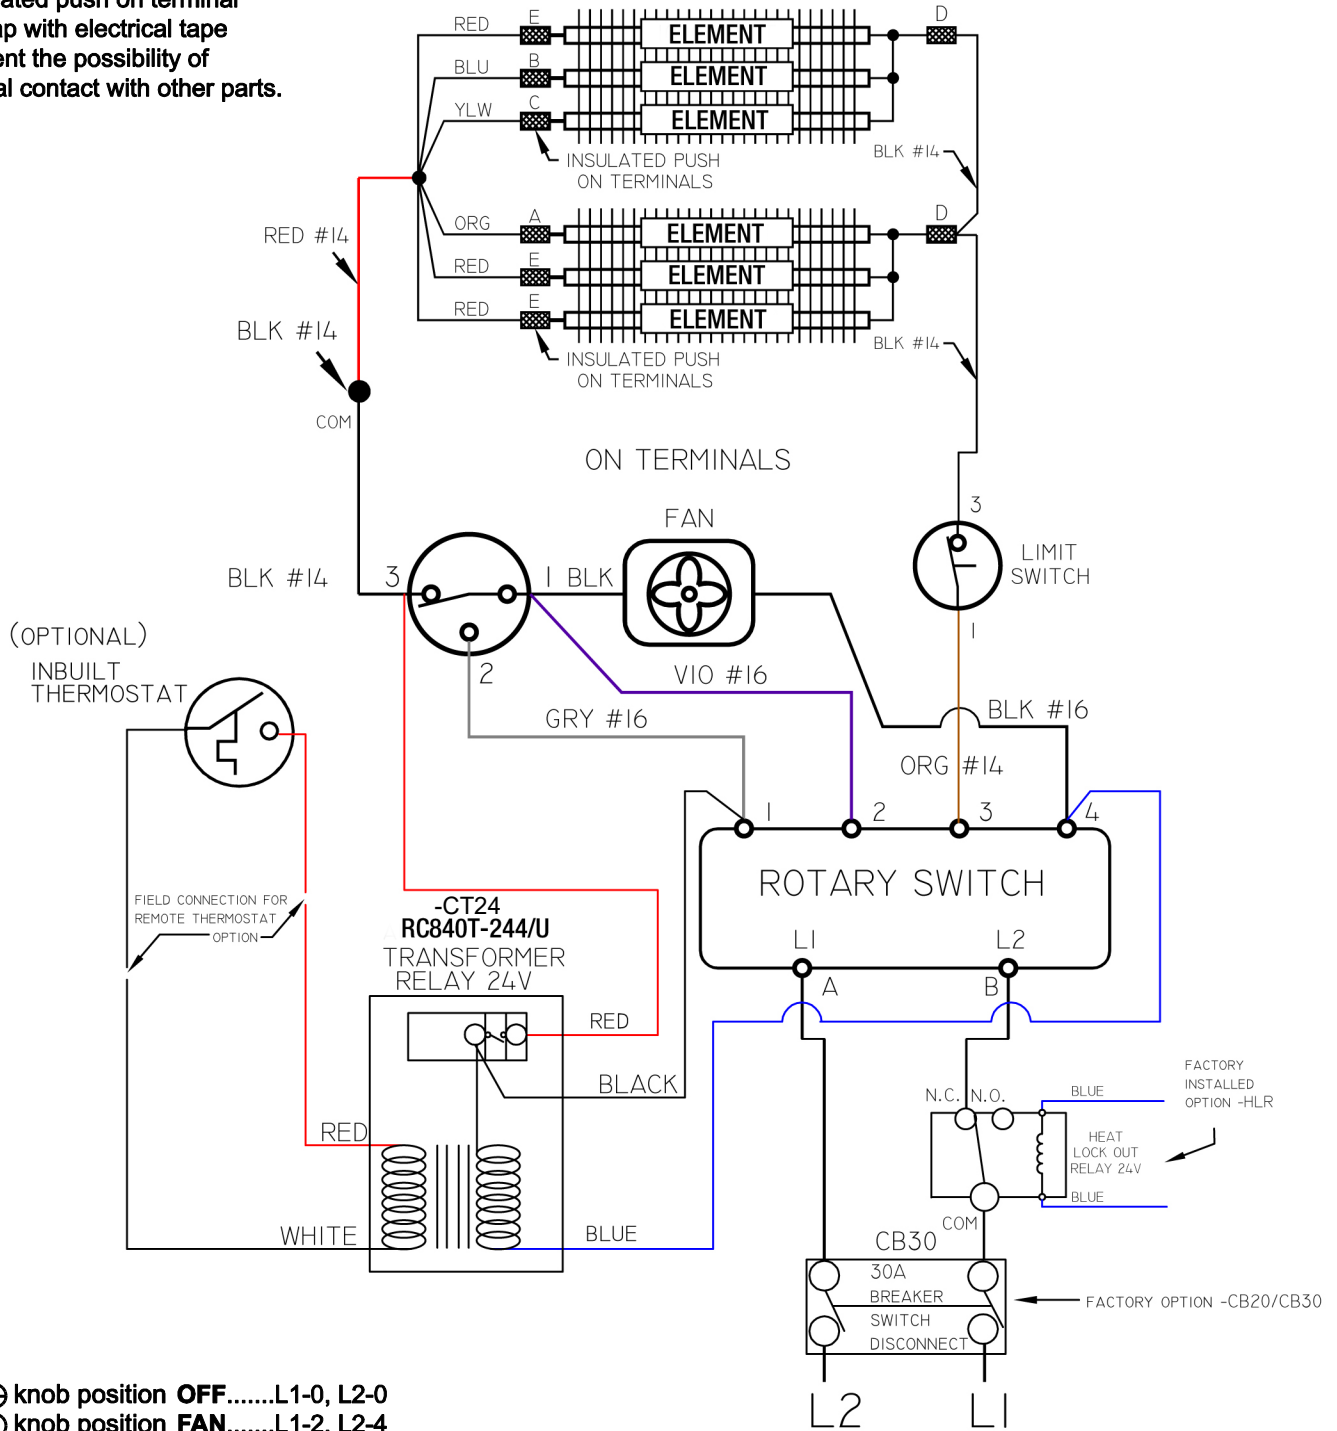 ated push on terminal
p with electrical tape
ent the possibility of
al contact with other parts.
RED
E
ELEMENT
D
BLU
B
ELEMENT
YLW
C
ELEMENT
INSULATED PUSH
ON TERMINALS
BLK #14
ORG
A
ELEMENT
D
RED #14
RED
E
ELEMENT
RED
E
ELEMENT
BLK #14
INSULATED PUSH
ON TERMINALS
BLK #14
COM
ON TERMINALS
3
FAN
LIMIT
SWITCH
BLK #14
3
1
BLK
1
(OPTIONAL)
INBUILT
THERMOSTAT
2
VIO #16
GRY #16
BLK #16
ORG #14
1
2
3
4
ROTARY SWITCH
FIELD CONNECTION FOR
REMOTE THERMOSTAT
OPTION
-CT24
RC840T-244/U
TRANSFORMER
RELAY 24V
L1
L2
A
B
RED
BLACK
N.C.
N.O.
BLUE
FACTORY
INSTALLED
OPTION -HLR
RED
HEAT
LOCK OUT
RELAY 24V
BLUE
COM
WHITE
BLUE
CB30
30A
BREAKER
SWITCH
DISCONNECT
FACTORY OPTION -CB20/CB30
L2
L1
knob position OFF.......L1-0, L2-0
knob position FAN.......L1-2, L2-4